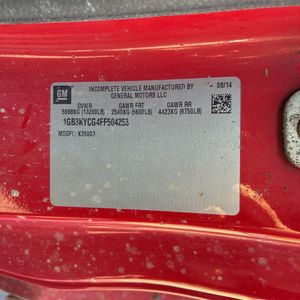 GM
INCOMPLETE VEHICLE MANUFACTURED BY
GENERAL MOTORS LLC
08/14
GVWR GAWR FRT GAWR RR
5988KG (13200LB) 2540KG (5600LB) 4423KG (9750LB)
1GB3KYCG4FF504253
MODEL: K35003